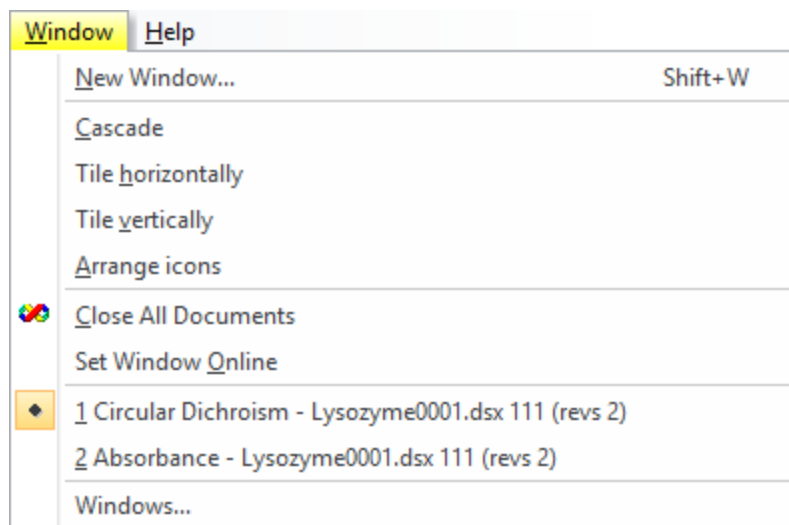 Window Help
New Window... Shift+W
Cascade
Tile horizontally
Tile vertically
Arrange icons
Close All Documents
Set Window Online
1 Circular Dichroism - Lysozyme0001.dsx 111 (revs 2)
2 Absorbance - Lysozyme0001.dsx 111 (revs 2)
Windows...